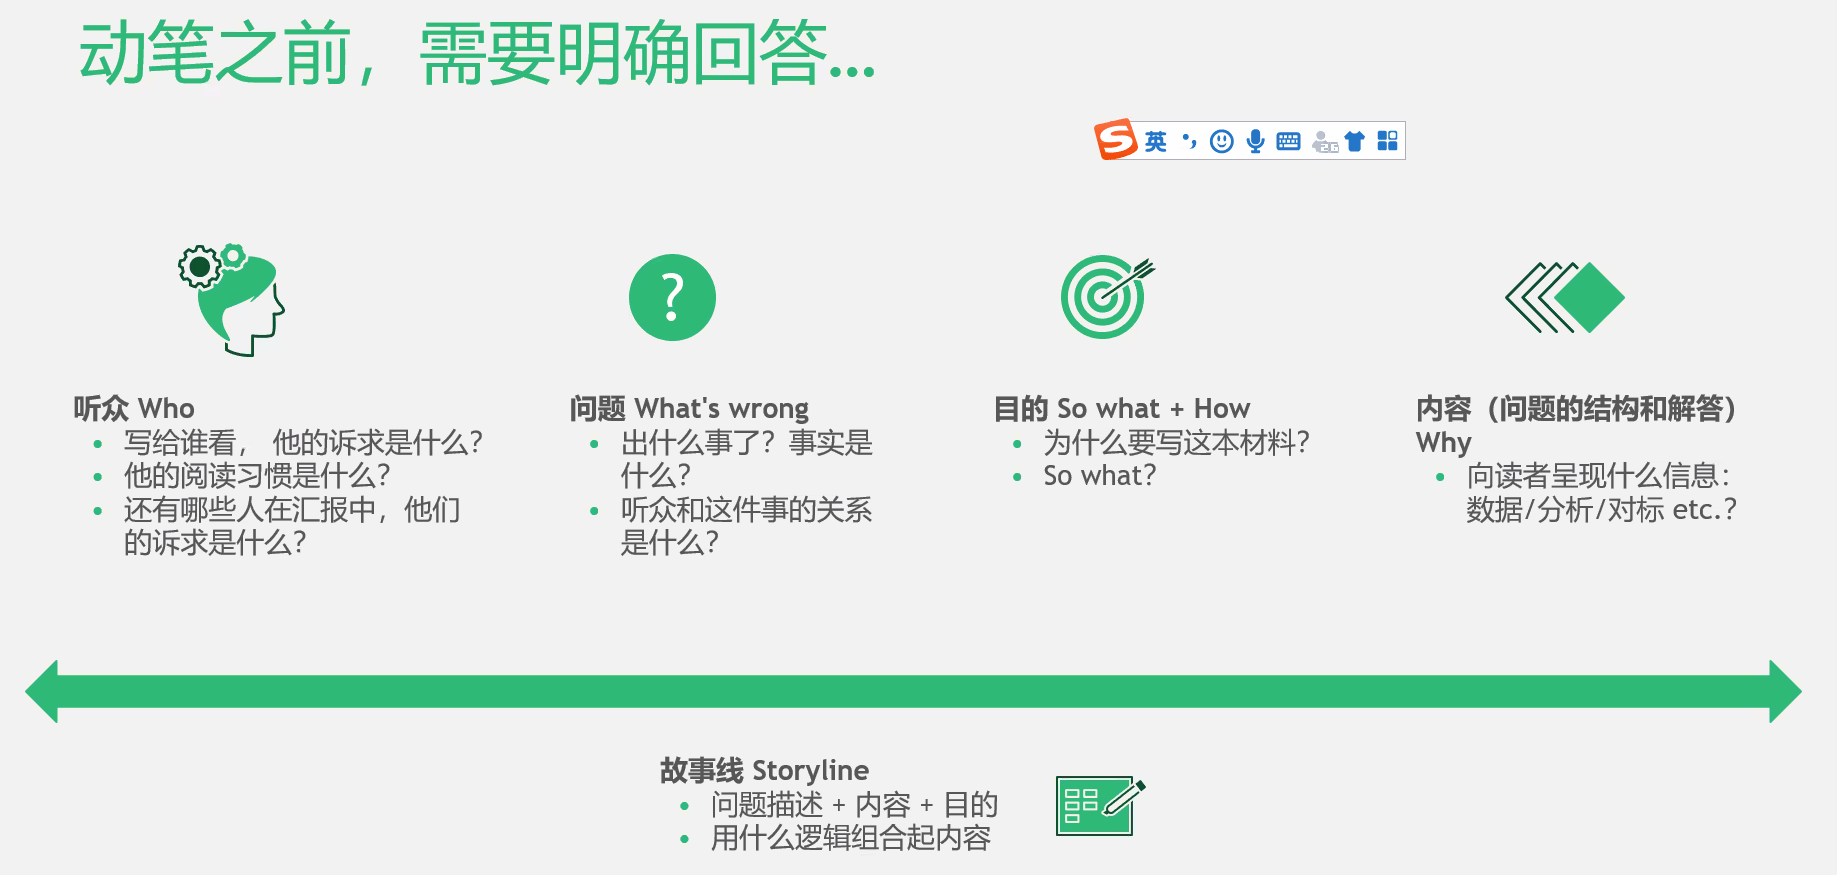 动笔之前，需要明确回答...
英
?
听众 Who
• 写给谁看， 他的诉求是什么？
• 他的阅读习惯是什么？
• 还有哪些人在汇报中，他们
的诉求是什么？
问题 What's wrong
• 出什么事了？事实是
什么？
• 听众和这件事的关系
是什么？
目的 So what + How
• 为什么要写这本材料？
• So what？
内容（问题的结构和解答）
Why
• 向读者呈现什么信息：
数据/分析/对标 etc.？
故事线 Storyline
• 问题描述 + 内容 + 目的
• 用什么逻辑组合起内容